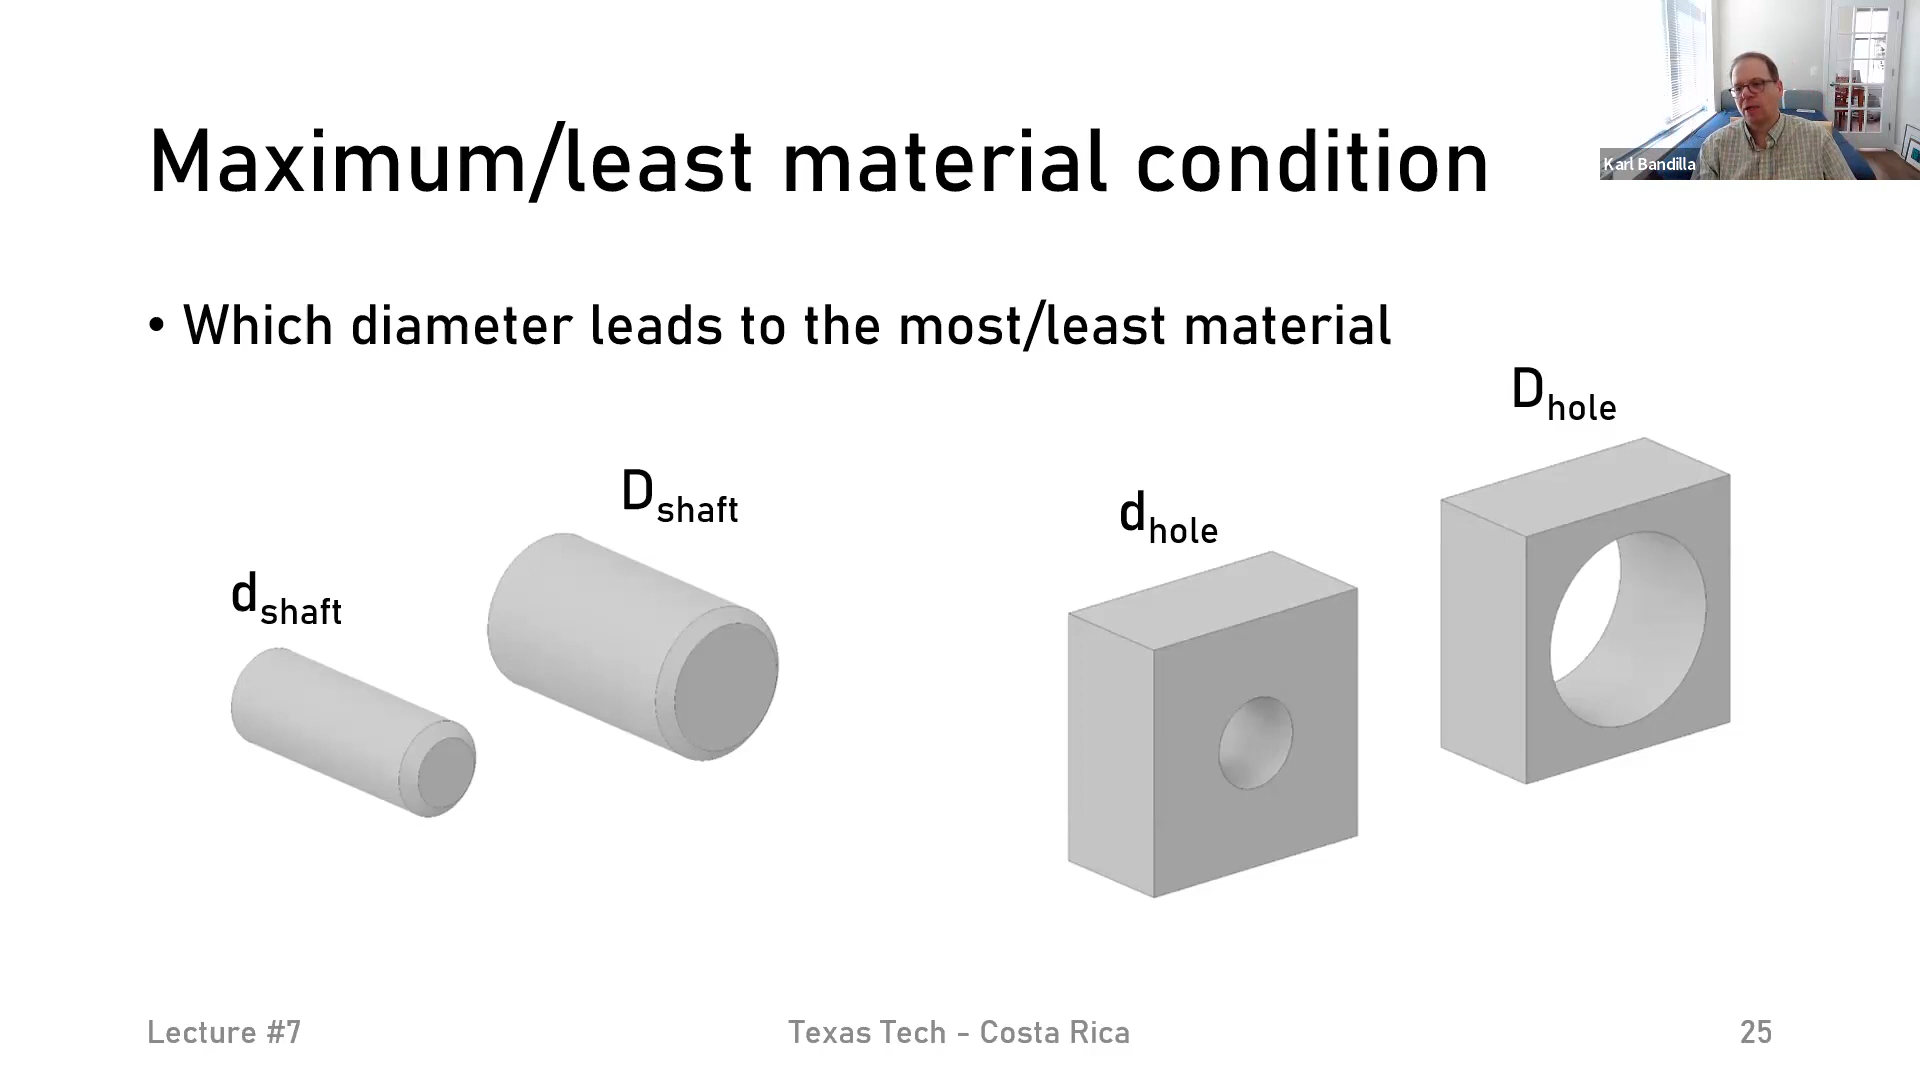 Maximum/least material condition
Karl Bandilla
• Which diameter leads to the most/least material
dshaft
Dshaft
dhole
Dhole
Lecture #7
Texas Tech - Costa Rica
25